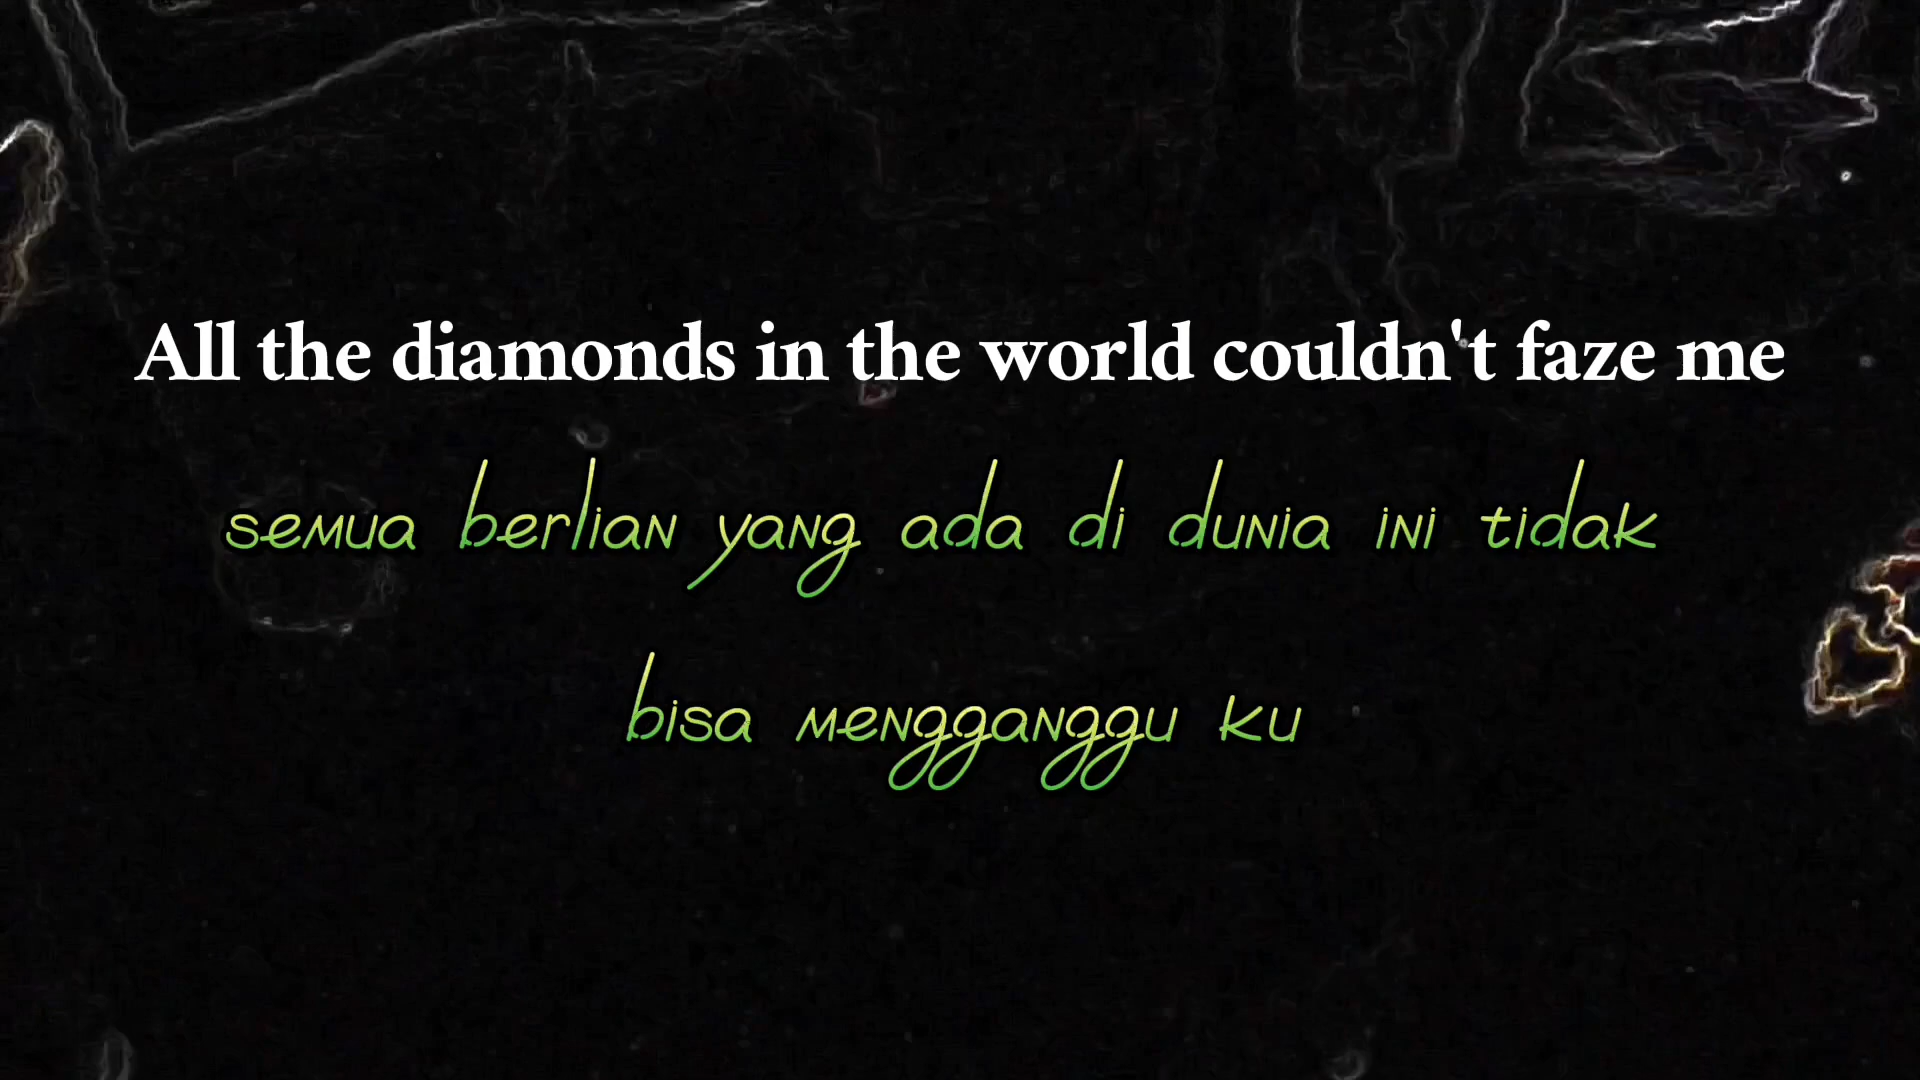 All the diamonds in the world couldn't faze me
semua berlian yang ada di dunia ini tidak
bisa mengganggu ku